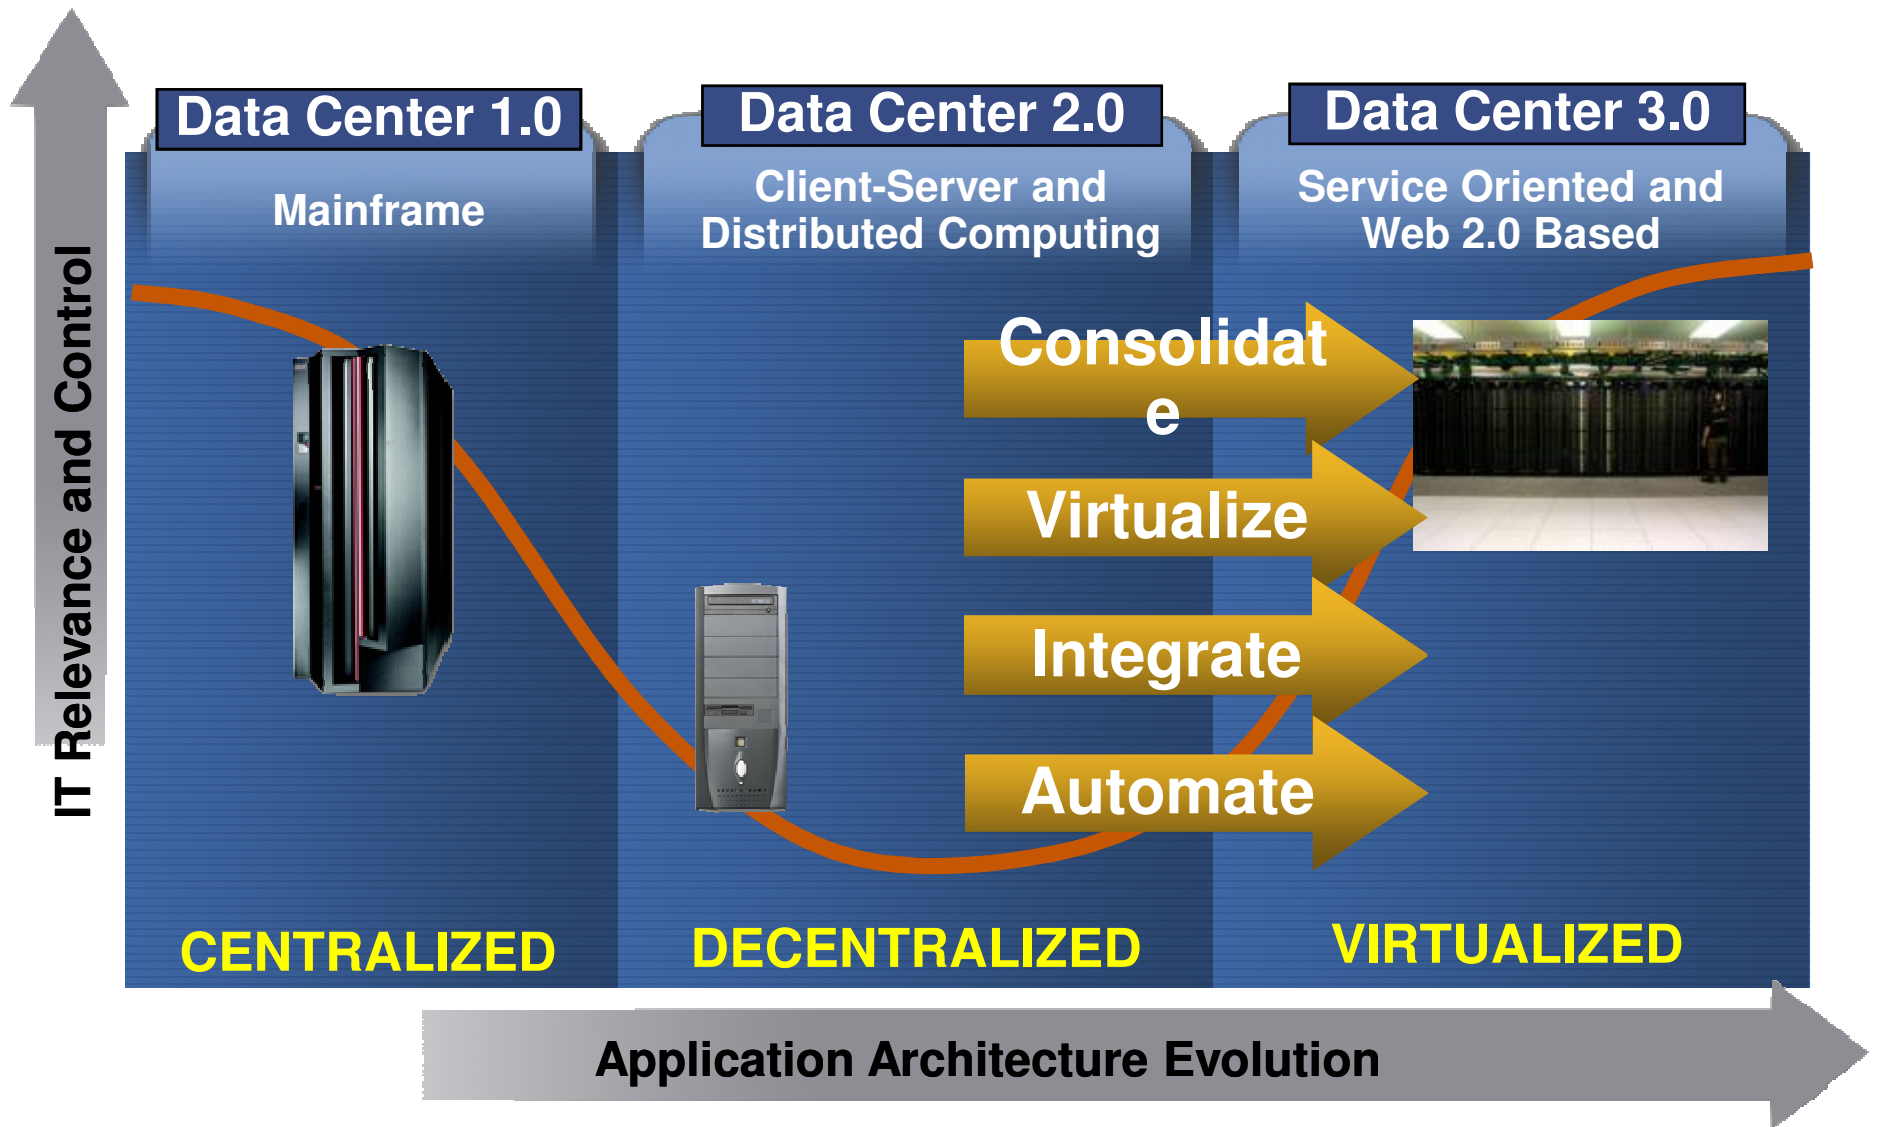 Data Center 1.0
Data Center 2.0
Data Center 3.0
Mainframe
Client-Server and
Distributed Computing
Service Oriented and
Web 2.0 Based
IT Relevance and Control
Consolidat
e
Virtualize
Integrate
Automate
CENTRALIZED
DECENTRALIZED
VIRTUALIZED
Application Architecture Evolution